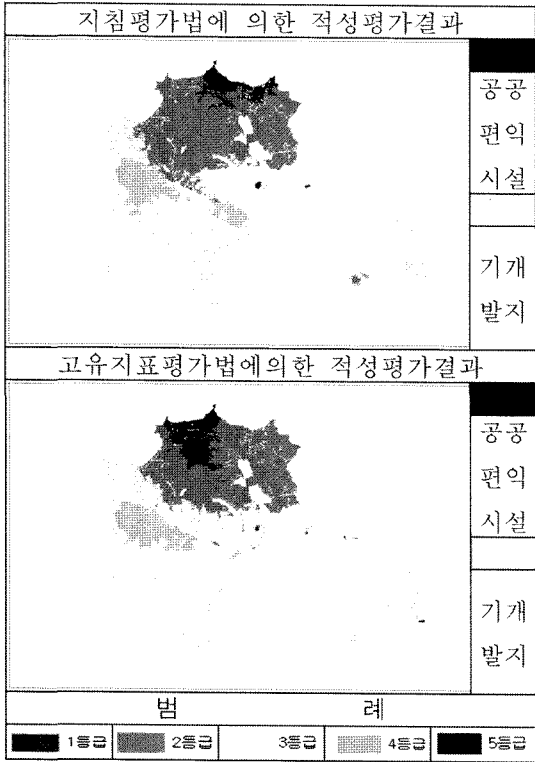 지침평가법에 의한 적성평가결과
공공
편익
시설
기개
발지
고유지표평가법에의한 적성평가결과
공공
편익
시설
기개
발지
범 례
1등급 2등급 3등급 4등급 5등급